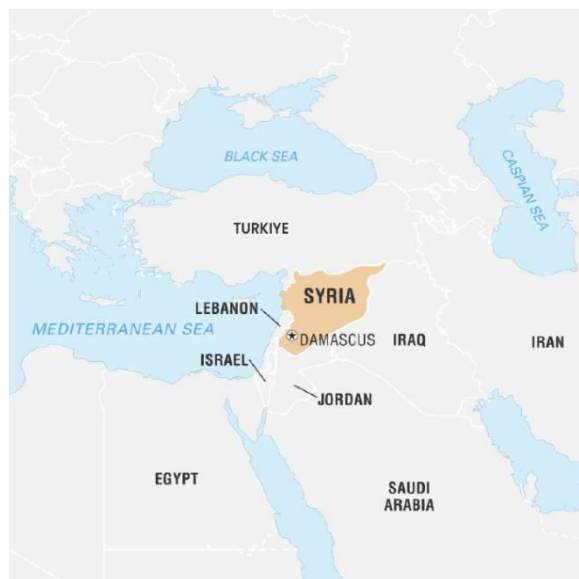 BLACK SEA
CASPIAN SEA
TURKIYE
SYRIA
LEBANON
MEDITERRANEAN SEA
DAMASCUS
IRAQ
IRAN
ISRAEL
JORDAN
EGYPT
SAUDI
ARABIA